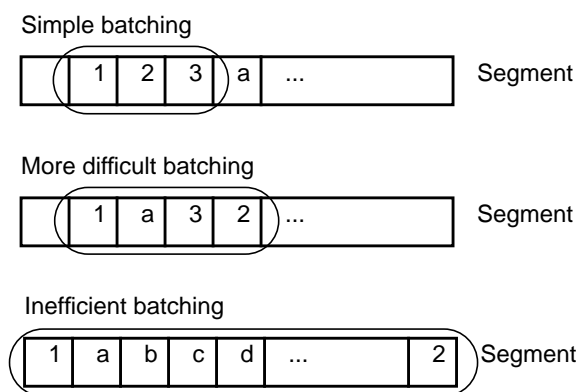 Simple batching
1 2 3 a ... Segment
More difficult batching
1 a 3 2 ... Segment
Inefficient batching
1 a b c d ... 2 Segment